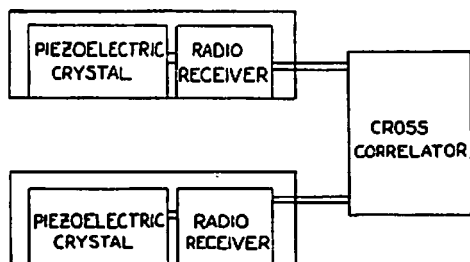 PIEZOELECTRIC
CRYSTAL
RADIO
RECEIVER
CROSS
CORRELATOR
PIEZOELECTRIC
CRYSTAL
RADIO
RECEIVER